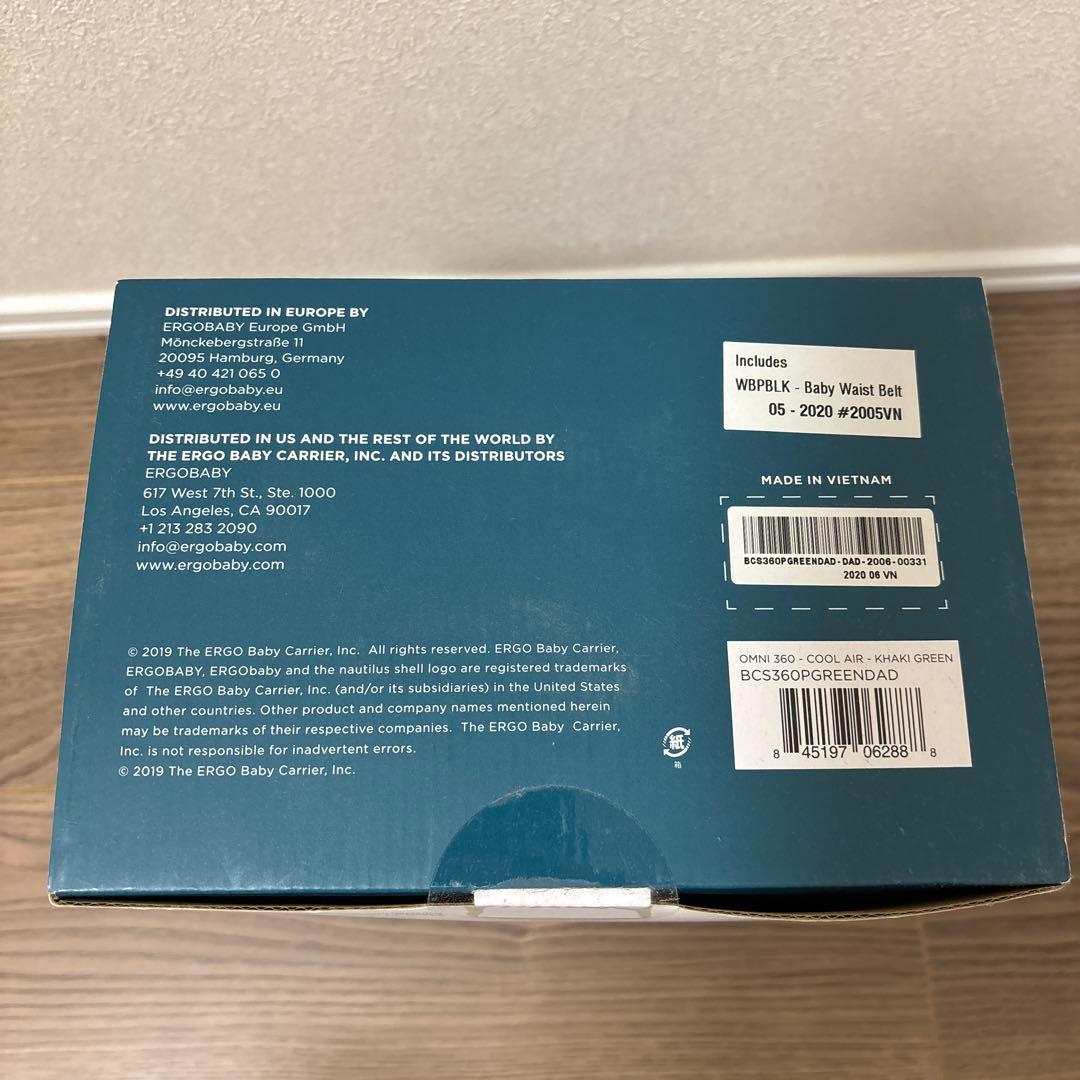 DISTRIBUTED IN EUROPE BY
ERGOBABY Europe GmbH
Mönckebergstraße 11
20095 Hamburg, Germany
+49 40 421 065 0
info@ergobaby.eu
www.ergobaby.eu
DISTRIBUTED IN US AND THE REST OF THE WORLD BY
THE ERGO BABY CARRIER, INC. AND ITS DISTRIBUTORS
ERGOBABY
617 West 7th St., Ste. 1000
Los Angeles, CA 90017
+1 213 283 2090
info@ergobaby.com
www.ergobaby.com
© 2019 The ERGO Baby Carrier, Inc. All rights reserved. ERGO Baby Carrier,
ERGOBABY, ERGObaby and the nautilus shell logo are registered trademarks
of The ERGO Baby Carrier, Inc. (and/or its subsidiaries) in the United States
and other countries. Other product and company names mentioned herein
may be trademarks of their respective companies. The ERGO Baby Carrier,
Inc. is not responsible for inadvertent errors.
© 2019 The ERGO Baby Carrier, Inc.
紙
箱
Includes
WBPBLK - Baby Waist Belt
05 - 2020 #2005VN
MADE IN VIETNAM
BCS360PGREENDAD-DAD-2006-00331
2020 06 VN
OMNI 360 - COOL AIR - KHAKI GREEN
BCS360PGREENDAD
8 45197 06288 8